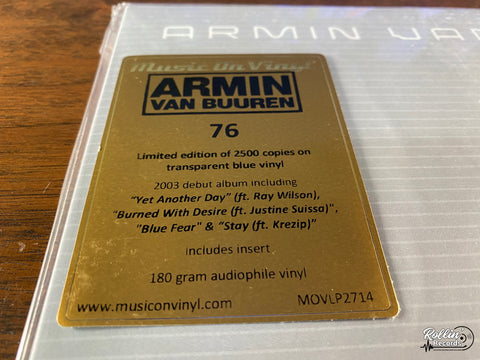 ARMIN VAN
Music On Vinyl
ARMIN
VAN BUUREN
76
Limited edition of 2500 copies on
transparent blue vinyl
2003 debut album including
"Yet Another Day" (ft. Ray Wilson),
"Burned With Desire (ft. Justine Suissa)",
"Blue Fear" & "Stay (ft. Krezip)"
includes insert
180 gram audiophile vinyl
www.musiconvinyl.com MOVLP2714
Rollin'
Records